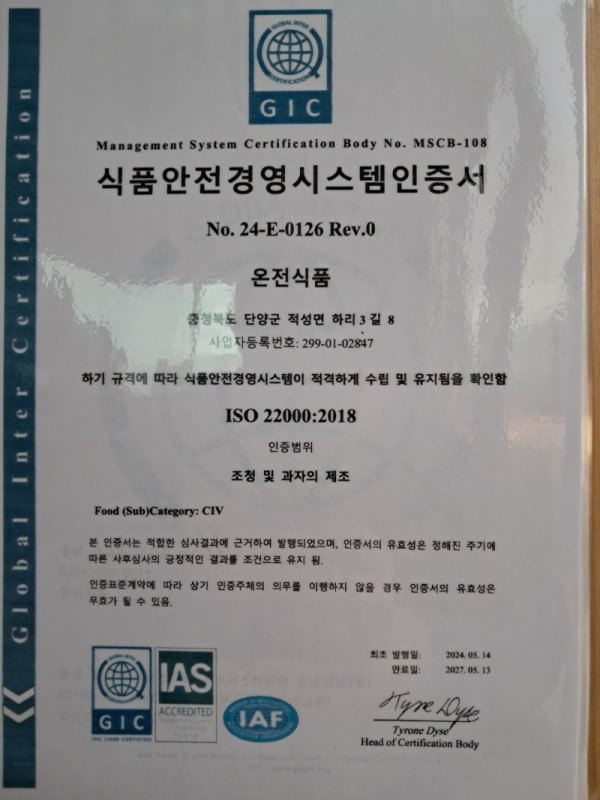 GLOBAL INTER CERTIFICATION
GIC
Global Inter Certification
Management System Certification Body No. MSCB-108
식품안전경영시스템인증서
No. 24-E-0126 Rev.0
온전식품
충청북도 단양군 적성면 하리 3 길 8
사업자등록번호: 299-01-02847
하기 규격에 따라 식품안전경영시스템이 적격하게 수립 및 유지됨을 확인함
ISO 22000:2018
인증범위
조청 및 과자의 제조
Food (Sub)Category: CIV
본 인증서는 적합한 심사결과에 근거하여 발행되었으며, 인증서의 유효성은 정해진 주기에
따른 사후심사의 긍정적인 결과를 조건으로 유지 됨.
인증표준계약에 따라 상기 인증주체의 의무를 이행하지 않을 경우 인증서의 유효성은
무효가 될 수 있음.
최초 발행일: 2024. 05. 14
만료일: 2027. 05. 13
GIC
ISO 22000 CERTIFIED
IAS
ACCREDITED
IAF
Tyrone Dyse
Tyrone Dyse
Head of Certification Body